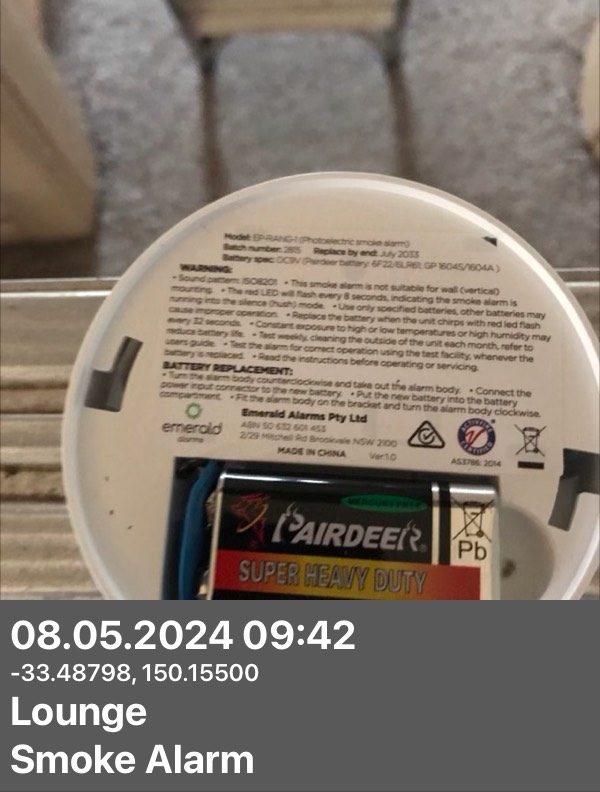 Model: EP-RANG-1 (Photoelectric smoke alarm)
Batch number: 2815 Replace by end: July 2033
Battery spec: DC9V (Pairdeer battery: 6F22/6LR61; GP 1604S/1604A )
WARNING:
• Sound pattern: ISO8201 • This smoke alarm is not suitable for wall (vertical)
mounting. • The red LED will flash every 8 seconds, indicating the smoke alarm is
running into the silence (hush) mode. • Use only specified batteries, other batteries may
cause improper operation. • Replace the battery when the unit chirps with red led flash
every 32 seconds. • Constant exposure to high or low temperatures or high humidity may
reduce battery life. • Test weekly, cleaning the outside of the unit each month, refer to
users guide. • Test the alarm for correct operation using the test facility, whenever the
battery is replaced. • Read the instructions before operating or servicing.
BATTERY REPLACEMENT:
• Turn the alarm body counterclockwise and take out the alarm body. • Connect the
power input connector to the new battery. • Put the new battery into the battery
compartment. • Fit the alarm body on the bracket and turn the alarm body clockwise.
emerald
alarms
Emerald Alarms Pty Ltd
ABN 50 632 601 453
2/29 Mitchell Rd Brookvale NSW 2100
MADE IN CHINA Ver:1.0
AS3786: 2014
MERCURY FREE
PAIRDEER®
Pb
SUPER HEAVY DUTY
08.05.2024 09:42
-33.48798, 150.15500
Lounge
Smoke Alarm